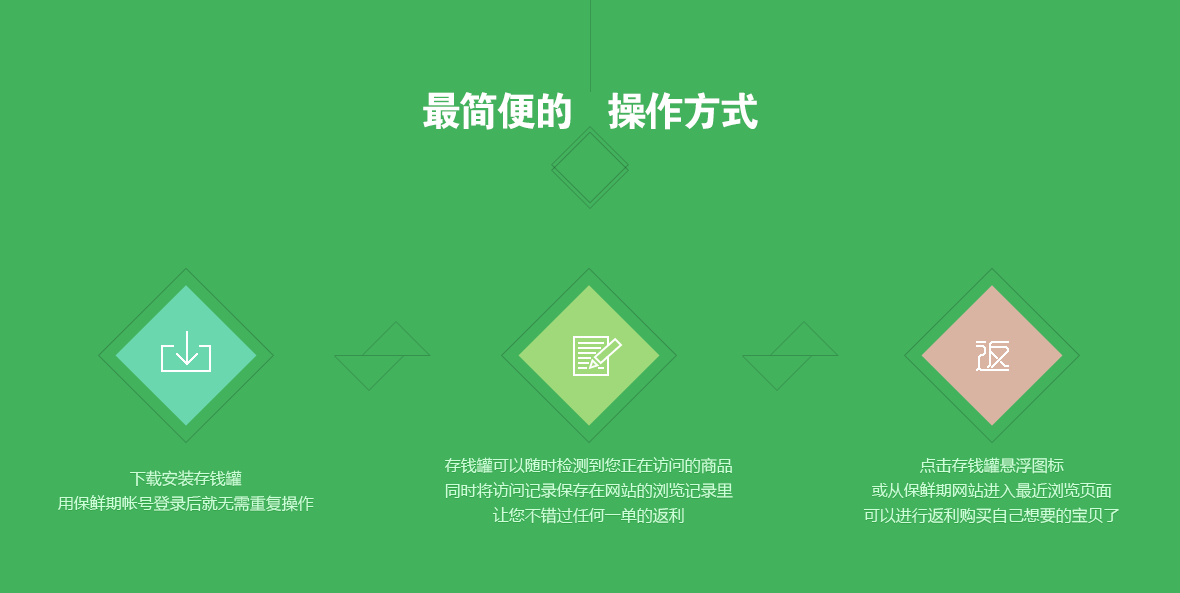 最简便的 操作方式
返
下载安装存钱罐
用保鲜期帐号登录后就无需重复操作
存钱罐可以随时检测到您正在访问的商品
同时将访问记录保存在网站的浏览记录里
让您不错过任何一单的返利
点击存钱罐悬浮图标
或从保鲜期网站进入最近浏览页面
可以进行返利购买自己想要的宝贝了